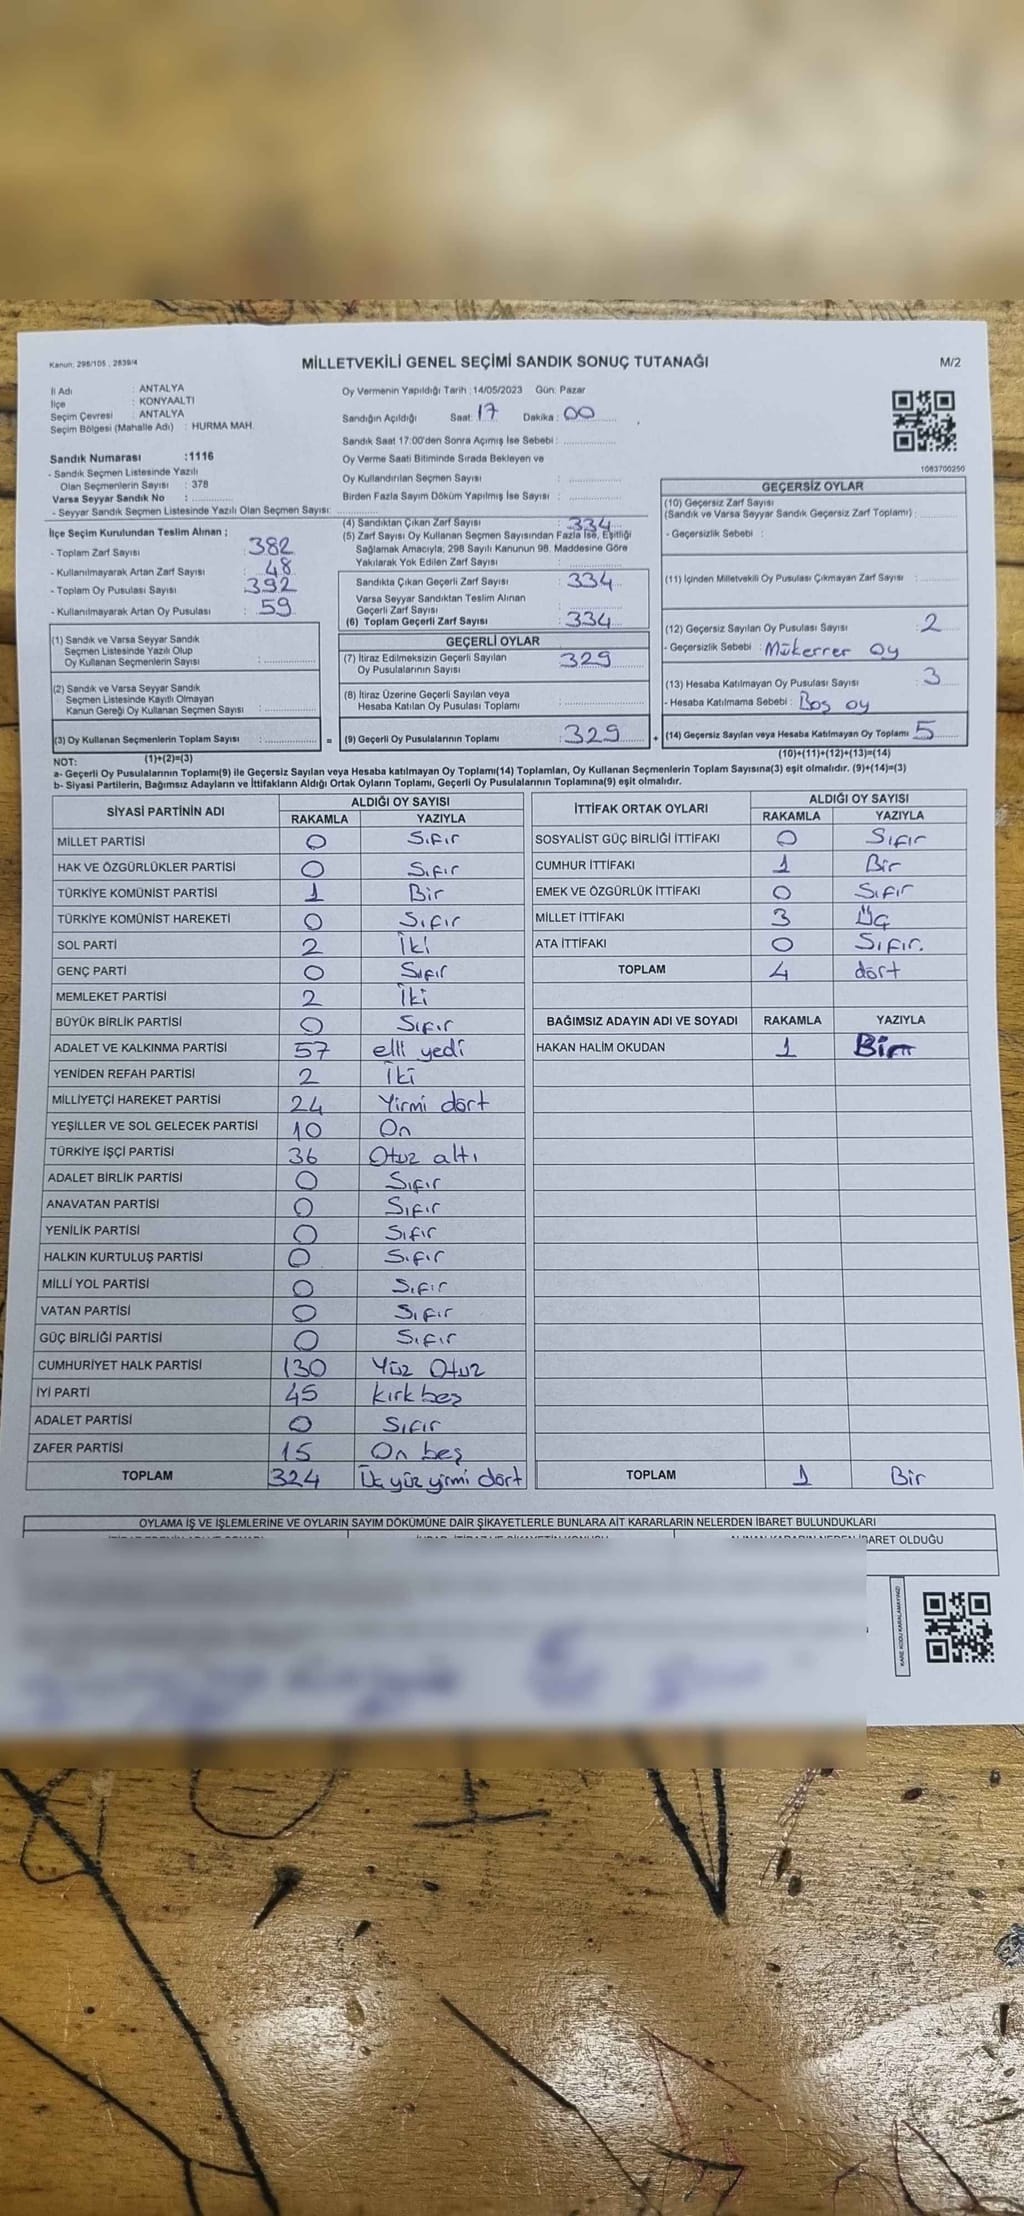 Kanun: 298/105 , 2839/4
MİLLETVEKİLİ GENEL SEÇİMİ SANDIK SONUÇ TUTANAĞI
M/2
İl Adı : ANTALYA
İlçe : KONYAALTI
Seçim Çevresi : ANTALYA
Seçim Bölgesi (Mahalle Adı) : HURMA MAH.
Oy Vermenin Yapıldığı Tarih : 14/05/2023 Gün: Pazar
Sandığın Açıldığı Saat: 17 Dakika : 00
Sandık Saat 17:00'den Sonra Açımış İse Sebebi :
Sandık Numarası :1116
- Sandık Seçmen Listesinde Yazılı
Olan Seçmenlerin Sayısı : 378
Varsa Seyyar Sandık No :
- Seyyar Sandık Seçmen Listesinde Yazılı Olan Seçmen Sayısı:
Oy Verme Saati Bitiminde Sırada Bekleyen ve
Oy Kullandırılan Seçmen Sayısı :
Birden Fazla Sayım Döküm Yapılmış İse Sayısı :
1083700250
İlçe Seçim Kurulundan Teslim Alınan ;
- Toplam Zarf Sayısı : 382
- Kullanılmayarak Artan Zarf Sayısı : 48
- Toplam Oy Pusulası Sayısı : 392
- Kullanılmayarak Artan Oy Pusulası : 59
(4) Sandıktan Çıkan Zarf Sayısı : 334
(5) Zarf Sayısı Oy Kullanan Seçmen Sayısından Fazla İse, Eşitliği
Sağlamak Amacıyla; 298 Sayılı Kanunun 98. Maddesine Göre
Yakılarak Yok Edilen Zarf Sayısı :
Sandıkta Çıkan Geçerli Zarf Sayısı : 334
Varsa Seyyar Sandıktan Teslim Alınan
Geçerli Zarf Sayısı :
(6) Toplam Geçerli Zarf Sayısı : 334
GEÇERSİZ OYLAR
(10) Geçersiz Zarf Sayısı
(Sandık ve Varsa Seyyar Sandık Geçersiz Zarf Toplamı) :
- Geçersizlik Sebebi :
(11) İçinden Milletvekili Oy Pusulası Çıkmayan Zarf Sayısı :
(12) Geçersiz Sayılan Oy Pusulası Sayısı : 2
- Geçersizlik Sebebi : Mükerrer oy
(13) Hesaba Katılmayan Oy Pusulası Sayısı : 3
- Hesaba Katılmama Sebebi : Boş oy
(14) Geçersiz Sayılan veya Hesaba Katılmayan Oy Toplamı 5
(10)+(11)+(12)+(13)=(14)
(1) Sandık ve Varsa Seyyar Sandık
Seçmen Listesinde Yazılı Olup
Oy Kullanan Seçmenlerin Sayısı :
(2) Sandık ve Varsa Seyyar Sandık
Seçmen Listesinde Kayıtlı Olmayan
Kanun Gereği Oy Kullanan Seçmen Sayısı :
(3) Oy Kullanan Seçmenlerin Toplam Sayısı : =
(1)+(2)=(3)
GEÇERLİ OYLAR
(7) İtiraz Edilmeksizin Geçerli Sayılan
Oy Pusulalarının Sayısı : 329
(8) İtiraz Üzerine Geçerli Sayılan veya
Hesaba Katılan Oy Pusulası Toplamı :
(9) Geçerli Oy Pusulalarının Toplamı : 329 +
NOT:
a- Geçerli Oy Pusulalarının Toplamı(9) ile Geçersiz Sayılan veya Hesaba katılmayan Oy Toplamı(14) Toplamları, Oy Kullanan Seçmenlerin Toplam Sayısına(3) eşit olmalıdır. (9)+(14)=(3)
b- Siyasi Partilerin, Bağımsız Adayların ve İttifakların Aldığı Ortak Oyların Toplamı, Geçerli Oy Pusulalarının Toplamına(9) eşit olmalıdır.
SİYASİ PARTİNİN ADI ALDIĞI OY SAYISI
RAKAMLA YAZIYLA
MİLLET PARTİSİ 0 Sıfır
HAK VE ÖZGÜRLÜKLER PARTİSİ 0 Sıfır
TÜRKİYE KOMÜNİST PARTİSİ 1 Bir
TÜRKİYE KOMÜNİST HAREKETİ 0 Sıfır
SOL PARTİ 2 İki
GENÇ PARTİ 0 Sıfır
MEMLEKET PARTİSİ 2 İki
BÜYÜK BİRLİK PARTİSİ 0 Sıfır
ADALET VE KALKINMA PARTİSİ 57 elli yedi
YENİDEN REFAH PARTİSİ 2 İki
MİLLİYETÇİ HAREKET PARTİSİ 24 Yirmi dört
YEŞİLLER VE SOL GELECEK PARTİSİ 10 On
TÜRKİYE İŞÇİ PARTİSİ 36 Otuz altı
ADALET BİRLİK PARTİSİ 0 Sıfır
ANAVATAN PARTİSİ 0 Sıfır
YENİLİK PARTİSİ 0 Sıfır
HALKIN KURTULUŞ PARTİSİ 0 Sıfır
MİLLİ YOL PARTİSİ 0 Sıfır
VATAN PARTİSİ 0 Sıfır
GÜÇ BİRLİĞİ PARTİSİ 0 Sıfır
CUMHURİYET HALK PARTİSİ 130 Yüz Otuz
İYİ PARTİ 45 kırk beş
ADALET PARTİSİ 0 Sıfır
ZAFER PARTİSİ 15 On beş
TOPLAM 324 Üç yüz yirmi dört
İTTİFAK ORTAK OYLARI ALDIĞI OY SAYISI
RAKAMLA YAZIYLA
SOSYALİST GÜÇ BİRLİĞİ İTTİFAKI 0 Sıfır
CUMHUR İTTİFAKI 1 Bir
EMEK VE ÖZGÜRLÜK İTTİFAKI 0 Sıfır
MİLLET İTTİFAKI 3 Üç
ATA İTTİFAKI 0 Sıfır.
TOPLAM 4 dört
BAĞIMSIZ ADAYIN ADI VE SOYADI RAKAMLA YAZIYLA
HAKAN HALİM OKUDAN 1 Bir
TOPLAM 1 Bir
OYLAMA İŞ VE İŞLEMLERİNE VE OYLARIN SAYIM DÖKÜMÜNE DAİR ŞİKAYETLERLE BUNLARA AİT KARARLARIN NELERDEN İBARET BULUNDUKLARI
İBARET OLDUĞU
KARE KODU KARALAMAYINIZ!